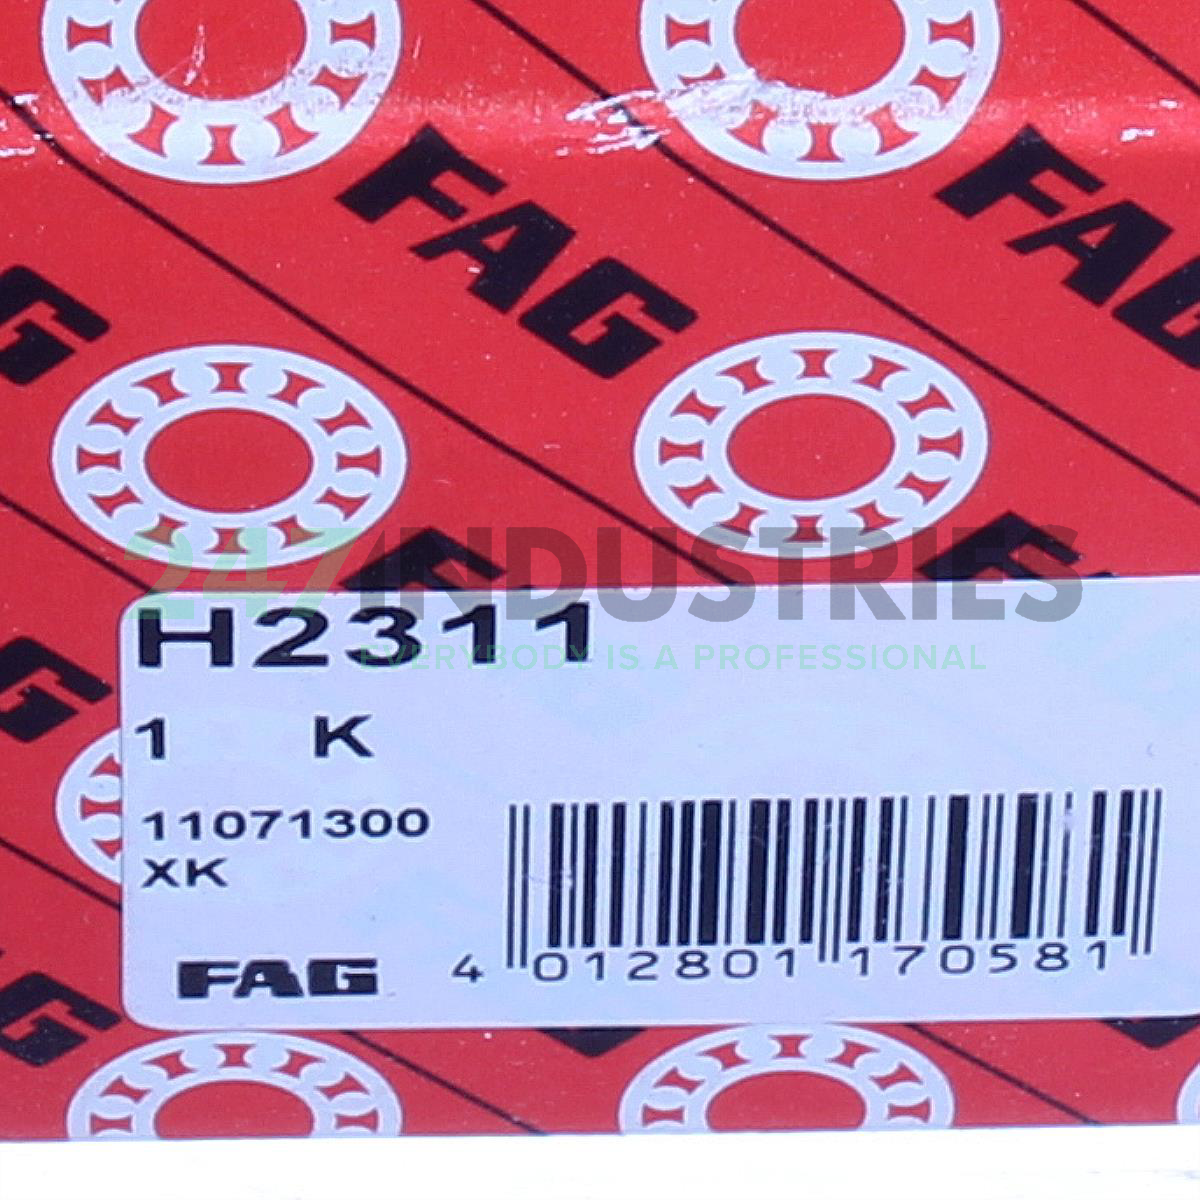 FAG
FAG
FAG
247INDUSTRIES
EVERYBODY IS A PROFESSIONAL
H2311
1 K
11071300
XK
FAG
4 012801 170581